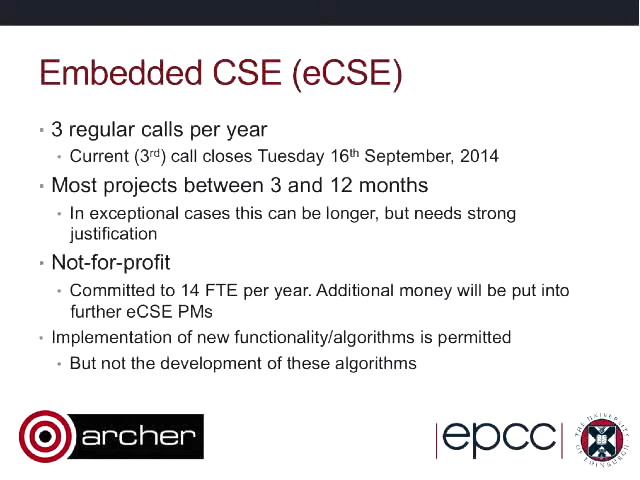 Embedded CSE (eCSE)
▪ 3 regular calls per year
▪ Current (3rd) call closes Tuesday 16th September, 2014
▪ Most projects between 3 and 12 months
▪ In exceptional cases this can be longer, but needs strong
justification
▪ Not-for-profit
▪ Committed to 14 FTE per year. Additional money will be put into
further eCSE PMs
▪ Implementation of new functionality/algorithms is permitted
▪ But not the development of these algorithms
archer
|epcc|
THE UNIVERSITY OF EDINBURGH